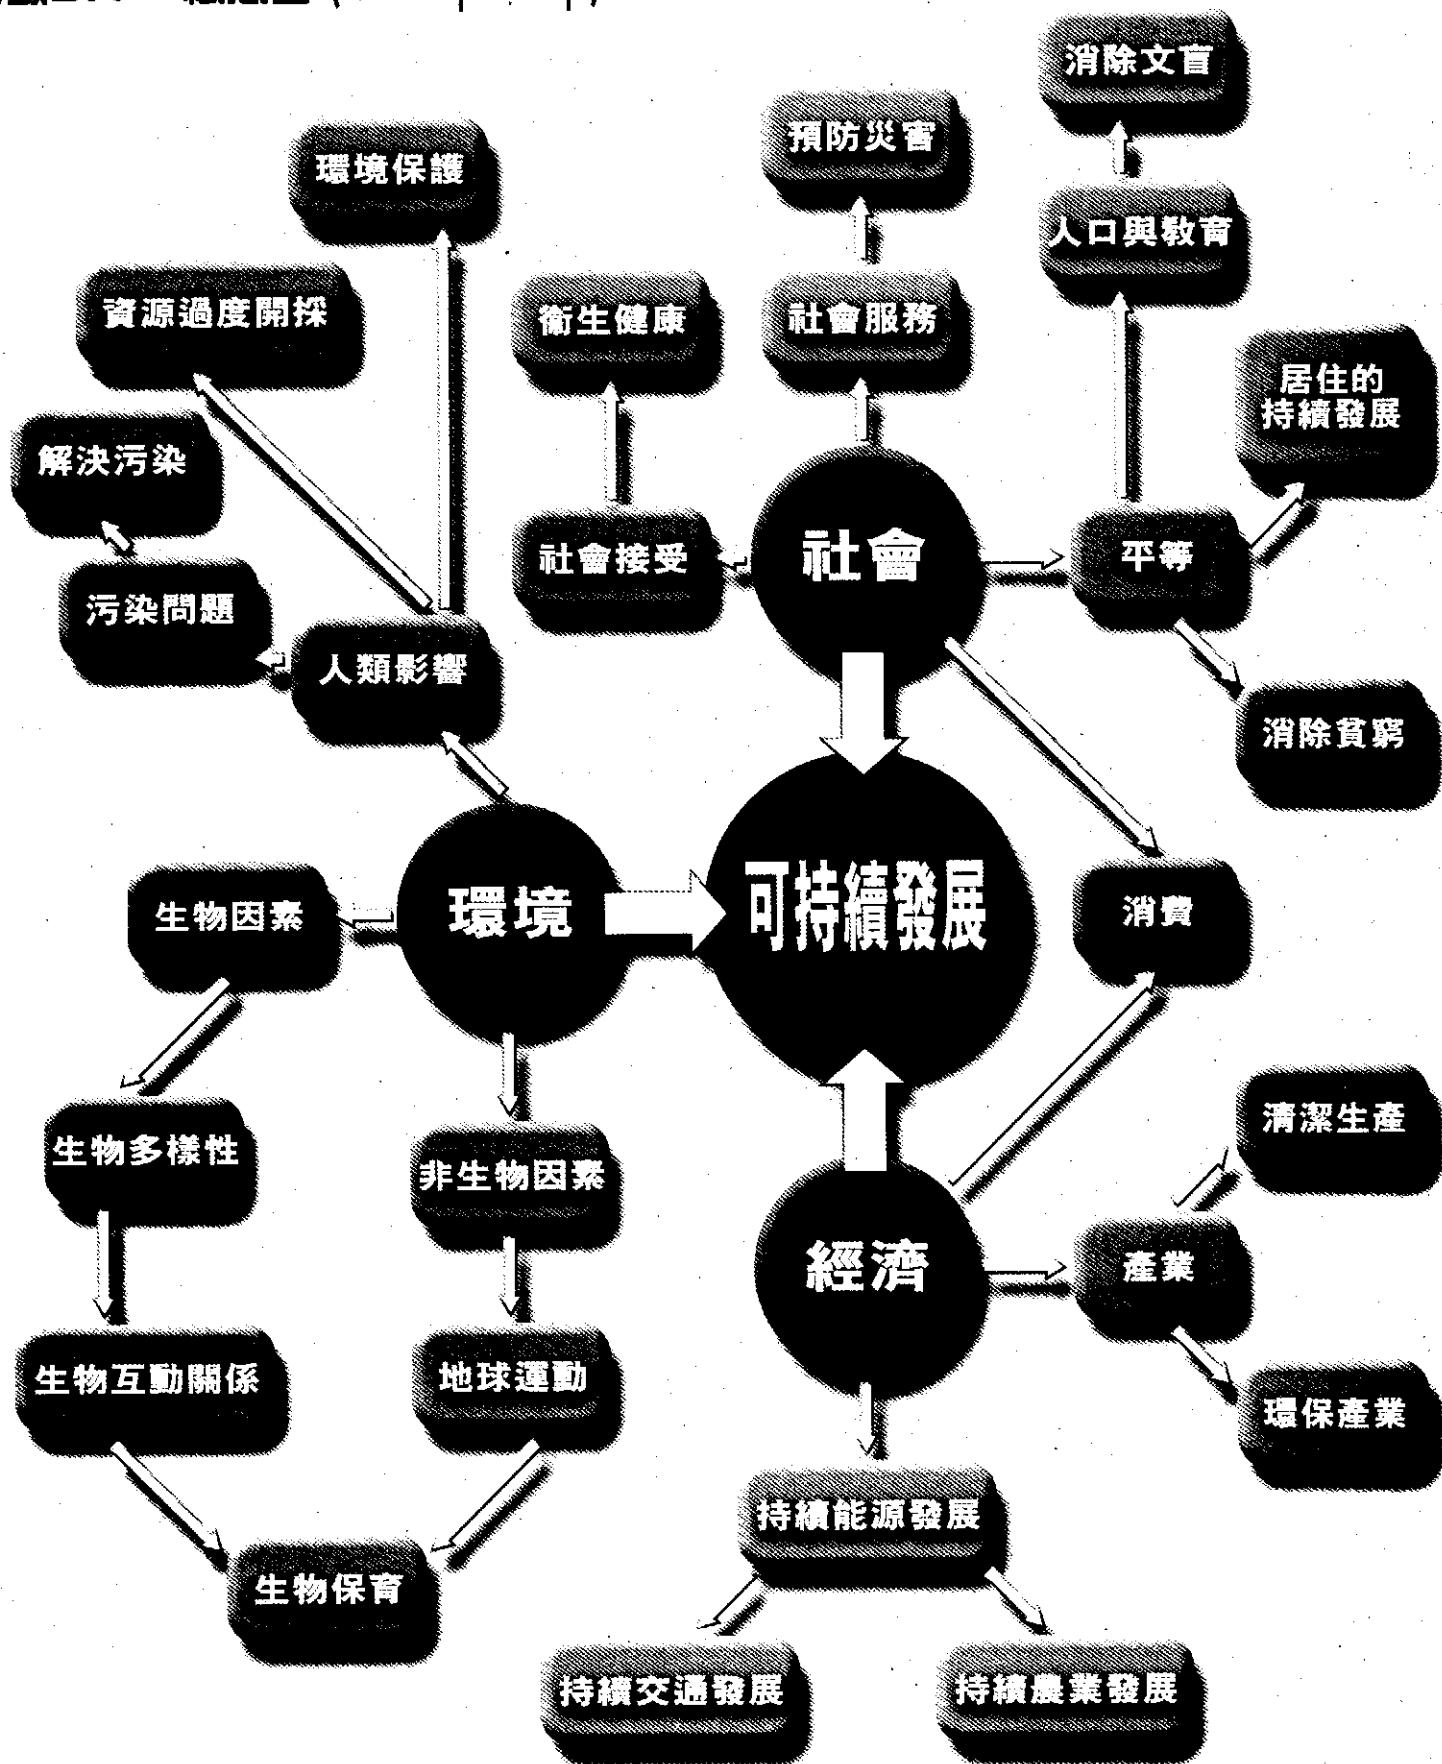 消除文盲
預防災害
環境保護
人口與教育
資源過度開採
衛生健康
社會服務
居住的
持續發展
解決污染
社會
社會接受
平等
污染問題
人類影響
消除貧窮
環境
可持續發展
生物因素
消費
清潔生產
生物多樣性
非生物因素
經濟
產業
生物互動關係
地球運動
環保產業
持續能源發展
生物保育
持續交通發展
持續農業發展